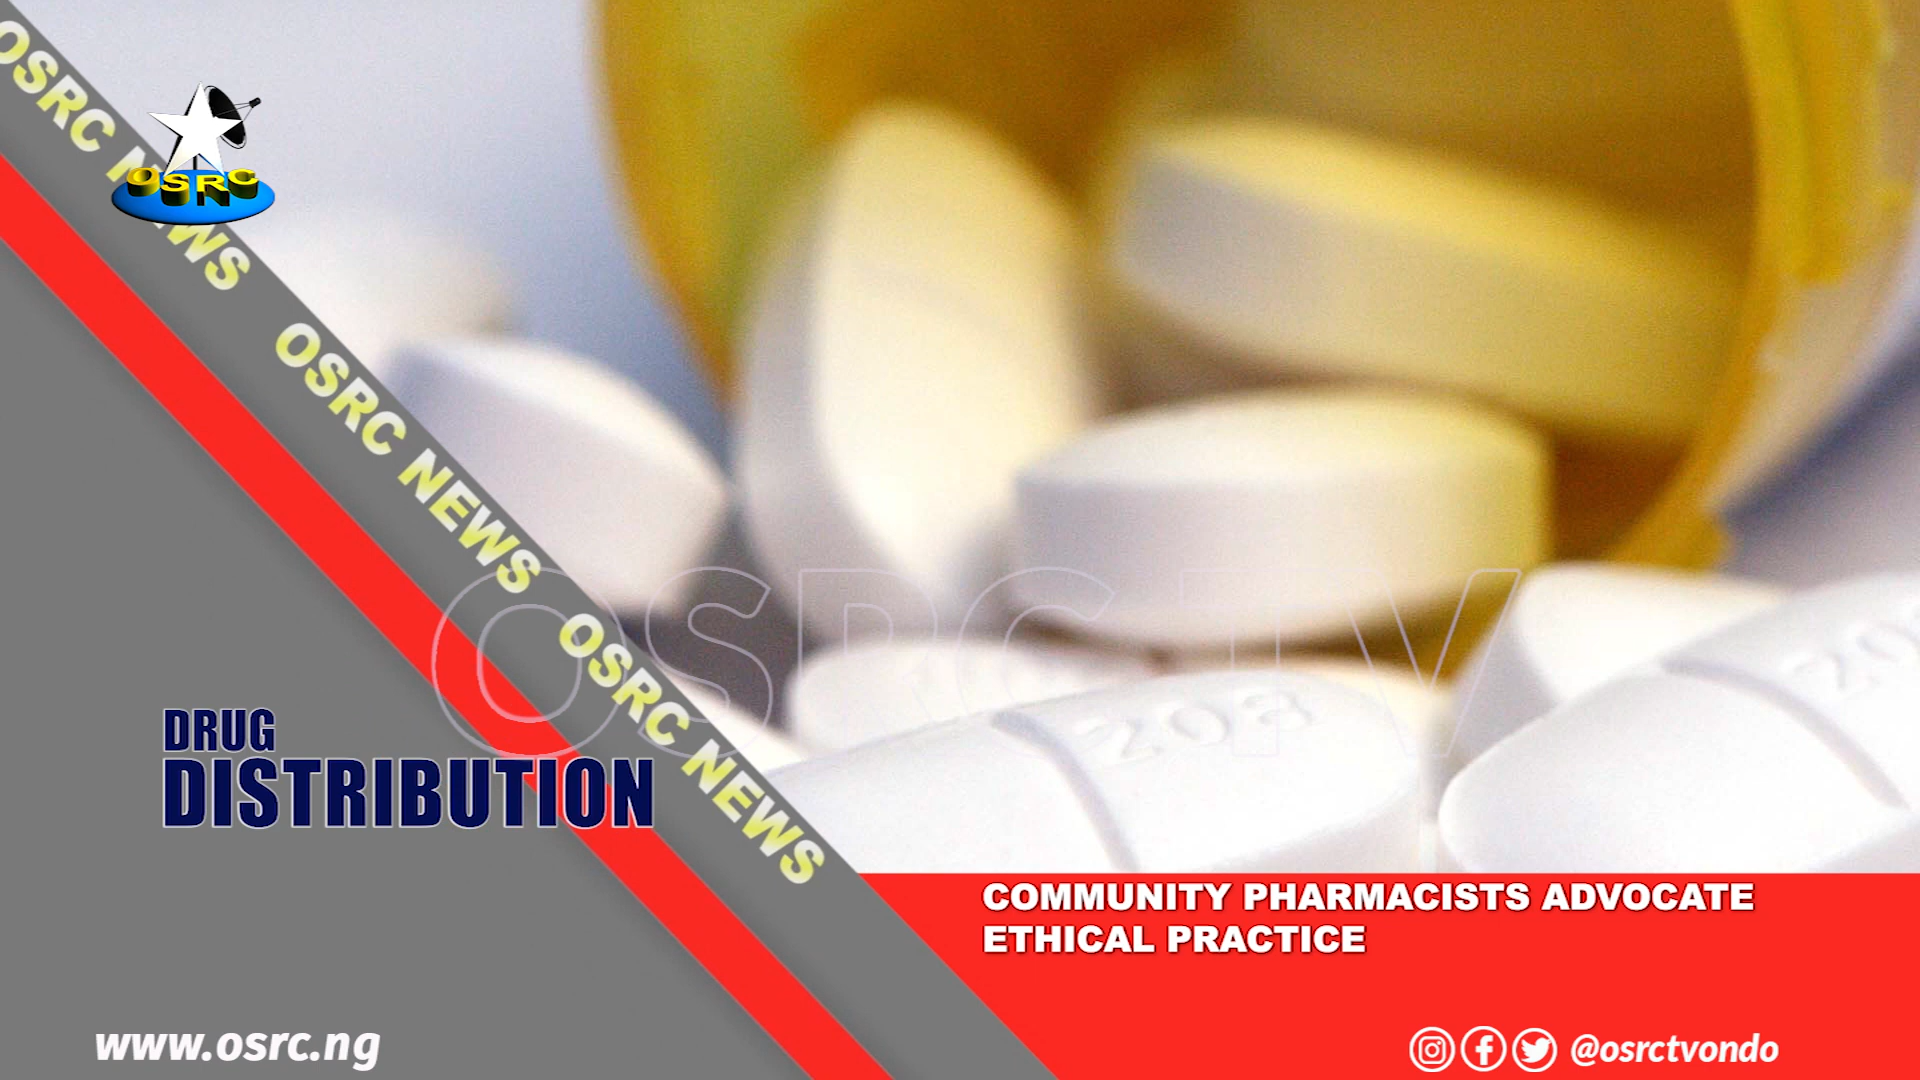 OSRC NEWS
OSRC
OSRC NEWS
OSRC NEWS
OSRC TV
203
DRUG
DISTRIBUTION
COMMUNITY PHARMACISTS ADVOCATE
ETHICAL PRACTICE
www.osrc.ng
@osrctvondo